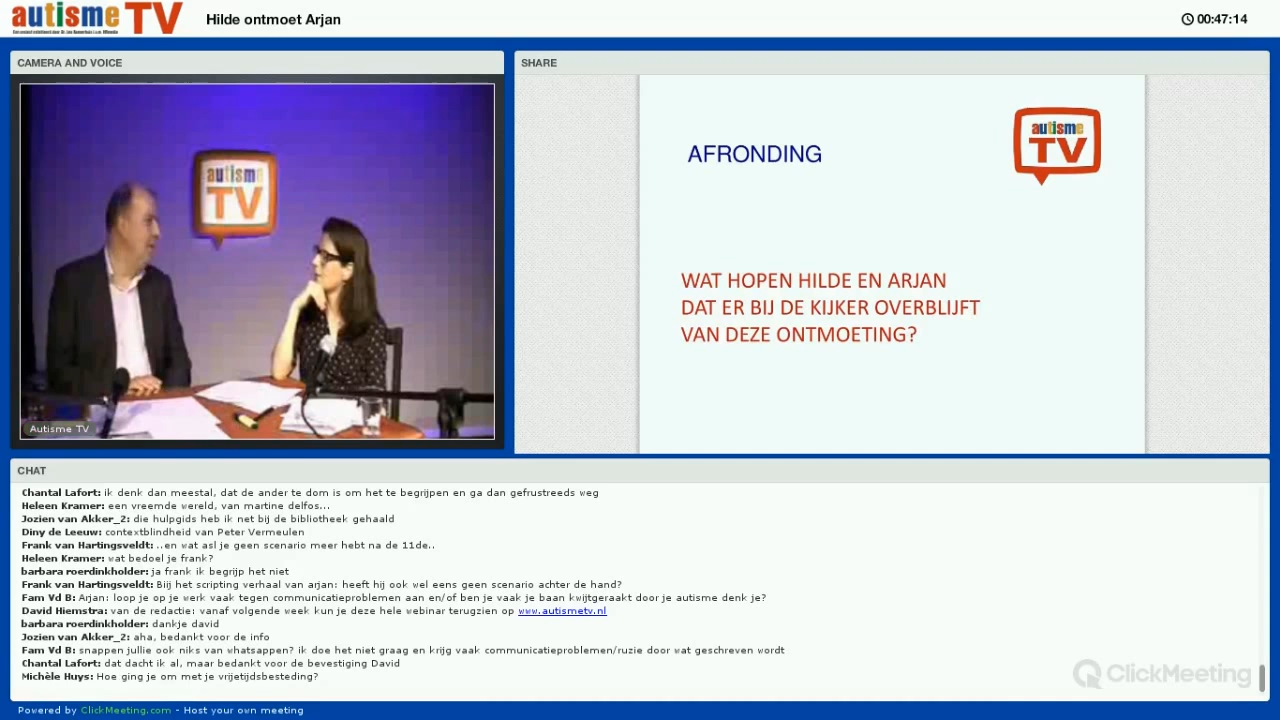 autisme TV
Hilde ontmoet Arjan
00:47:14
CAMERA AND VOICE
autisme
TV
Autisme TV
SHARE
autisme
TV
AFRONDING
WAT HOPEN HILDE EN ARJAN
DAT ER BIJ DE KIJKER OVERBLIJFT
VAN DEZE ONTMOETING?
CHAT
Chantal Lafort: ik denk dan meestal, dat de ander te dom is om het te begrijpen en ga dan gefrustreeds weg
Heleen Kramer: een vreemde wereld, van martine delfos...
Jozien van Akker_2: die hulpgids heb ik net bij de bibliotheek gehaald
Diny de Leeuw: contextblindheid van Peter Vermeulen
Frank van Hartingsveldt: ..en wat asl je geen scenario meer hebt na de 11de..
Heleen Kramer: wat bedoel je frank?
barbara roerdinkholder: ja frank ik begrijp het niet
Frank van Hartingsveldt: Biij het scripting verhaal van arjan: heeft hij ook wel eens geen scenario achter de hand?
Fam Vd B: Arjan: loop je op je werk vaak tegen communicatieproblemen aan en/of ben je vaak je baan kwijtgeraakt door je autisme denk je?
David Hiemstra: van de redactie: vanaf volgende week kun je deze hele webinar terugzien op www.autismetv.nl
barbara roerdinkholder: dankje david
Jozien van Akker_2: aha, bedankt voor de info
Fam Vd B: snappen jullie ook niks van whatsappen? ik doe het niet graag en krijg vaak communicatieproblemen/ruzie door wat geschreven wordt
Chantal Lafort: dat dacht ik al, maar bedankt voor de bevestiging David
Michèle Huys: Hoe ging je om met je vrijetijdsbesteding?
ClickMeeting
Powered by ClickMeeting.com - Host your own meeting